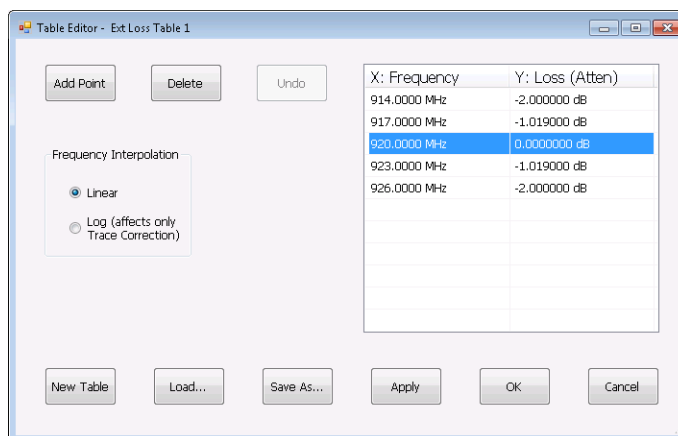 Table Editor - Ext Loss Table 1
Add Point Delete Undo
X: Frequency Y: Loss (Atten)
914.0000 MHz -2.000000 dB
917.0000 MHz -1.019000 dB
920.0000 MHz 0.0000000 dB
923.0000 MHz -1.019000 dB
926.0000 MHz -2.000000 dB
Frequency Interpolation
Linear
Log (affects only
Trace Correction)
New Table Load... Save As... Apply OK Cancel